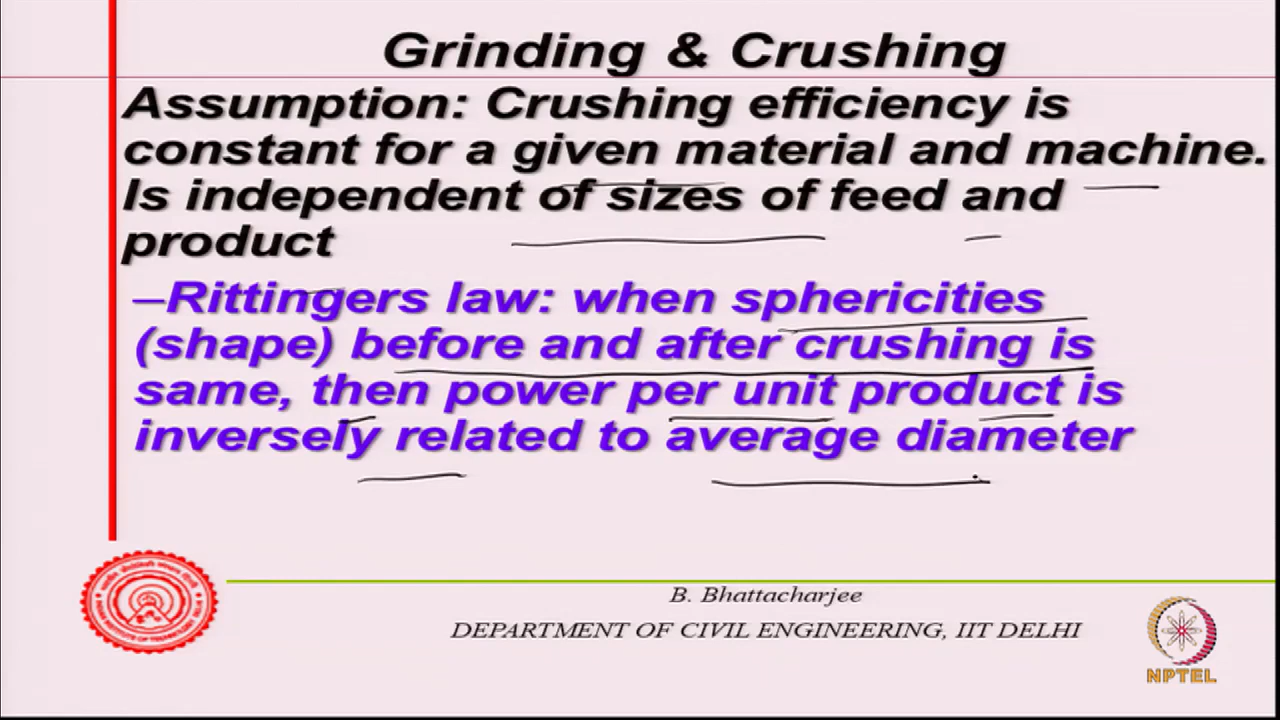 Grinding & Crushing
Assumption: Crushing efficiency is
constant for a given material and machine.
Is independent of sizes of feed and
product
–Rittingers law: when sphericities
(shape) before and after crushing is
same, then power per unit product is
inversely related to average diameter
B. Bhattacharjee
DEPARTMENT OF CIVIL ENGINEERING, IIT DELHI
NPTEL